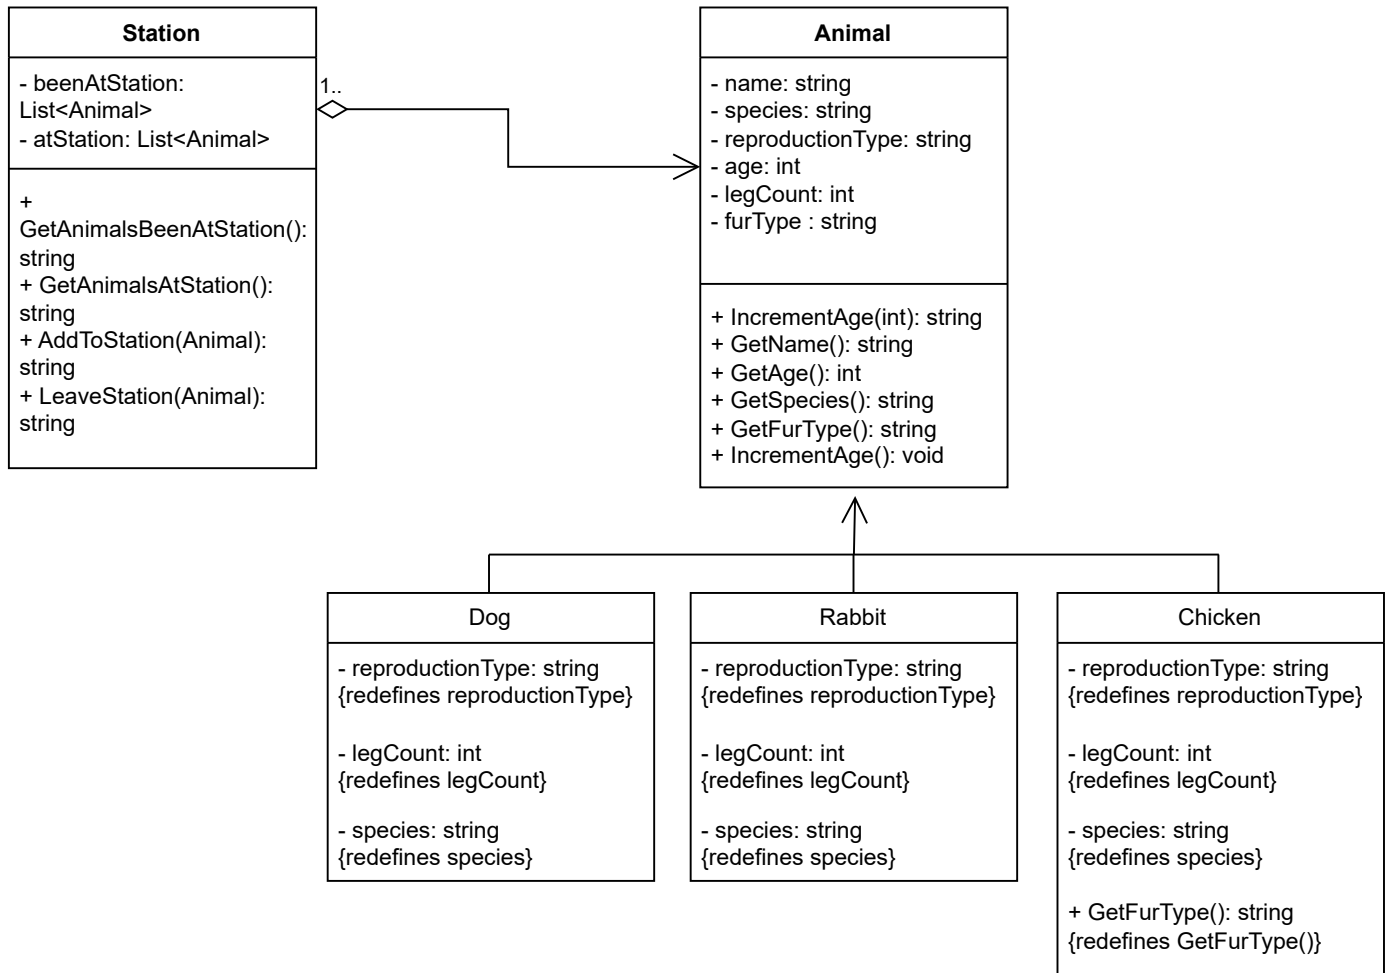 Station
- beenAtStation:
List<Animal>
- atStation: List<Animal>
+
GetAnimalsBeenAtStation():
string
+ GetAnimalsAtStation():
string
+ AddToStation(Animal):
string
+ LeaveStation(Animal):
string
1..
Animal
- name: string
- species: string
- reproductionType: string
- age: int
- legCount: int
- furType : string
+ IncrementAge(int): string
+ GetName(): string
+ GetAge(): int
+ GetSpecies(): string
+ GetFurType(): string
+ IncrementAge(): void
Dog
- reproductionType: string
{redefines reproductionType}
- legCount: int
{redefines legCount}
- species: string
{redefines species}
Rabbit
- reproductionType: string
{redefines reproductionType}
- legCount: int
{redefines legCount}
- species: string
{redefines species}
Chicken
- reproductionType: string
{redefines reproductionType}
- legCount: int
{redefines legCount}
- species: string
{redefines species}
+ GetFurType(): string
{redefines GetFurType()}